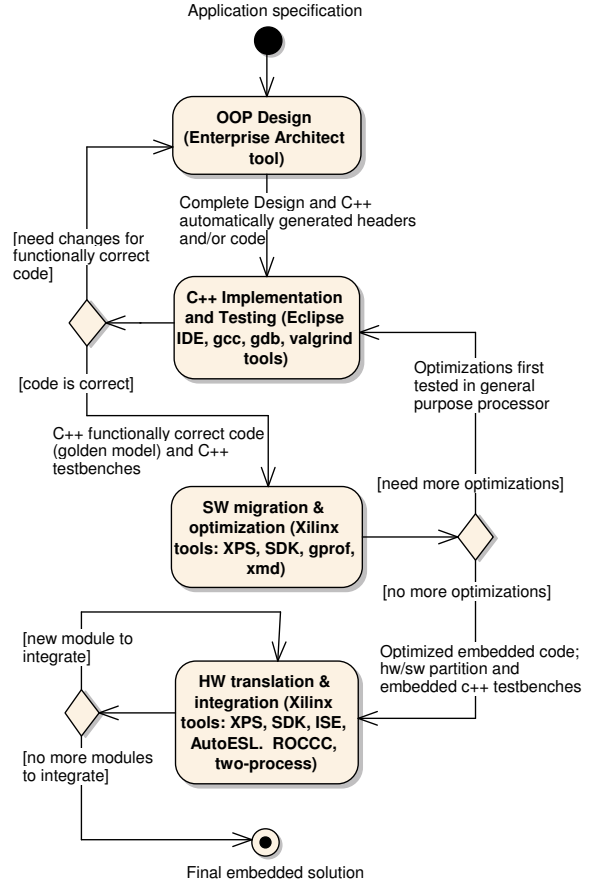 Application specification
OOP Design
(Enterprise Architect
tool)
Complete Design and C++
automatically generated headers
and/or code
[need changes for
functionally correct
code]
C++ Implementation
and Testing (Eclipse
IDE, gcc, gdb, valgrind
tools)
[code is correct]
Optimizations first
tested in general
purpose processor
C++ functionally correct code
(golden model) and C++
testbenches
[need more optimizations]
SW migration &
optimization (Xilinx
tools: XPS, SDK, gprof,
xmd)
[no more optimizations]
[new module to
integrate]
Optimized embedded code;
hw/sw partition and
embedded c++ testbenches
HW translation &
integration (Xilinx
tools: XPS, SDK, ISE,
AutoESL. ROCCC,
two-process)
[no more modules
to integrate]
Final embedded solution